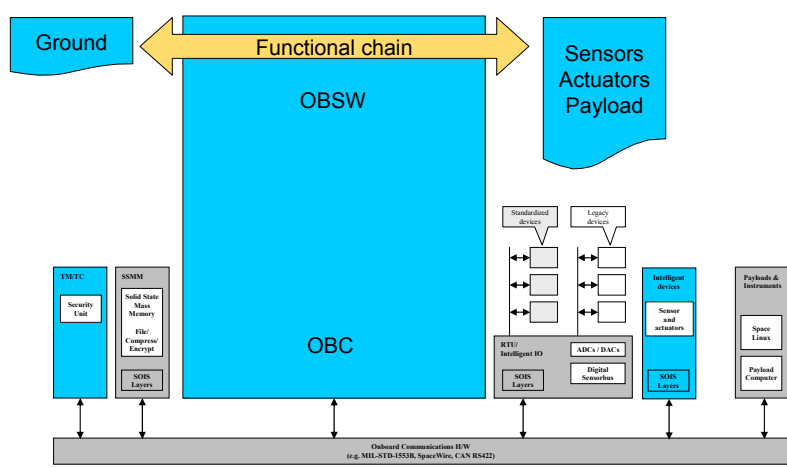 Ground
Functional chain
Sensors
Actuators
Payload
OBSW
Standardized
devices
Legacy
devices
TM/TC
Security
Unit
SSMM
Solid State
Mass
Memory
File/
Compress/
Encrypt
SOIS
Layers
OBC
RTU/
Intelligent IO
ADCs / DACs
SOIS
Layers
Digital
Sensorbus
Intelligent
devices
Sensor
and
actuators
SOIS
Layers
Payloads &
Instruments
Space
Linux
Payload
Computer
Onboard Communications H/W
(e.g. MIL-STD-1553B, SpaceWire, CAN RS422)